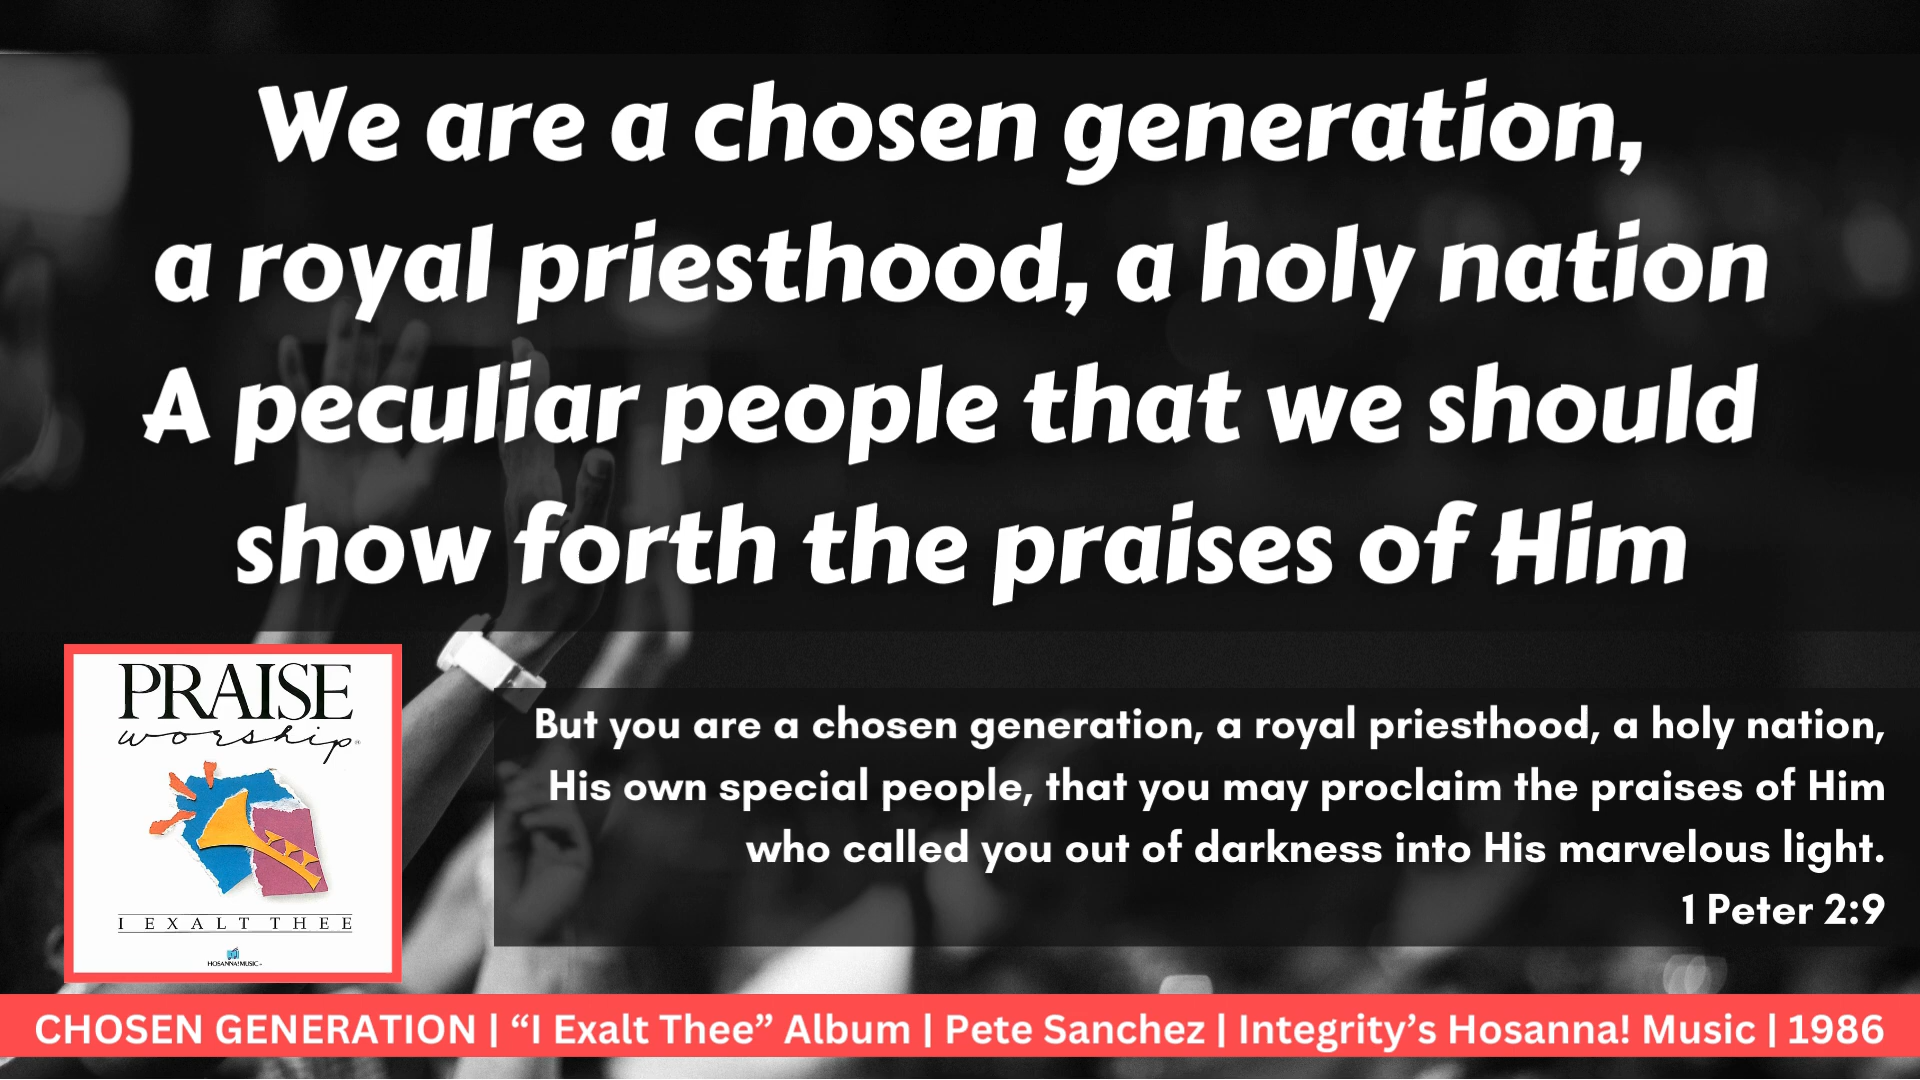 We are a chosen generation,
a royal priesthood, a holy nation
A peculiar people that we should
show forth the praises of Him
PRAISE
worship®
I EXALT THEE
HOSANNA! MUSIC
But you are a chosen generation, a royal priesthood, a holy nation,
His own special people, that you may proclaim the praises of Him
who called you out of darkness into His marvelous light.
1 Peter 2:9
CHOSEN GENERATION | “I Exalt Thee” Album | Pete Sanchez | Integrity’s Hosanna! Music | 1986